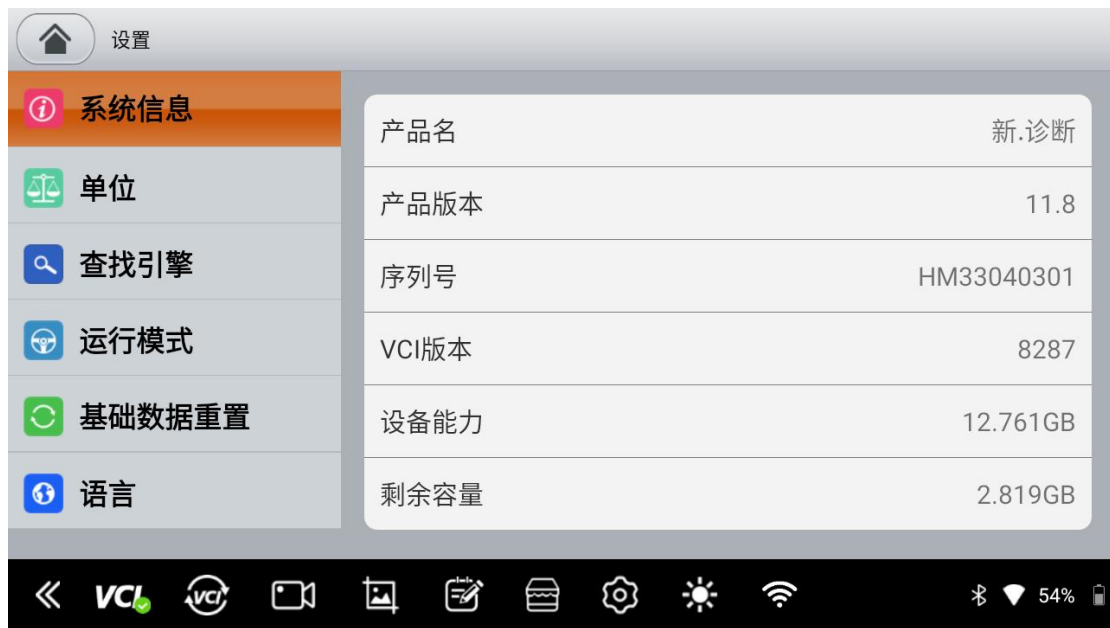 设置
系统信息
单位
查找引擎
运行模式
基础数据重置
语言
产品名 新.诊断
产品版本 11.8
序列号 HM33040301
VCI版本 8287
设备能力 12.761GB
剩余容量 2.819GB
VCI VCI 54%